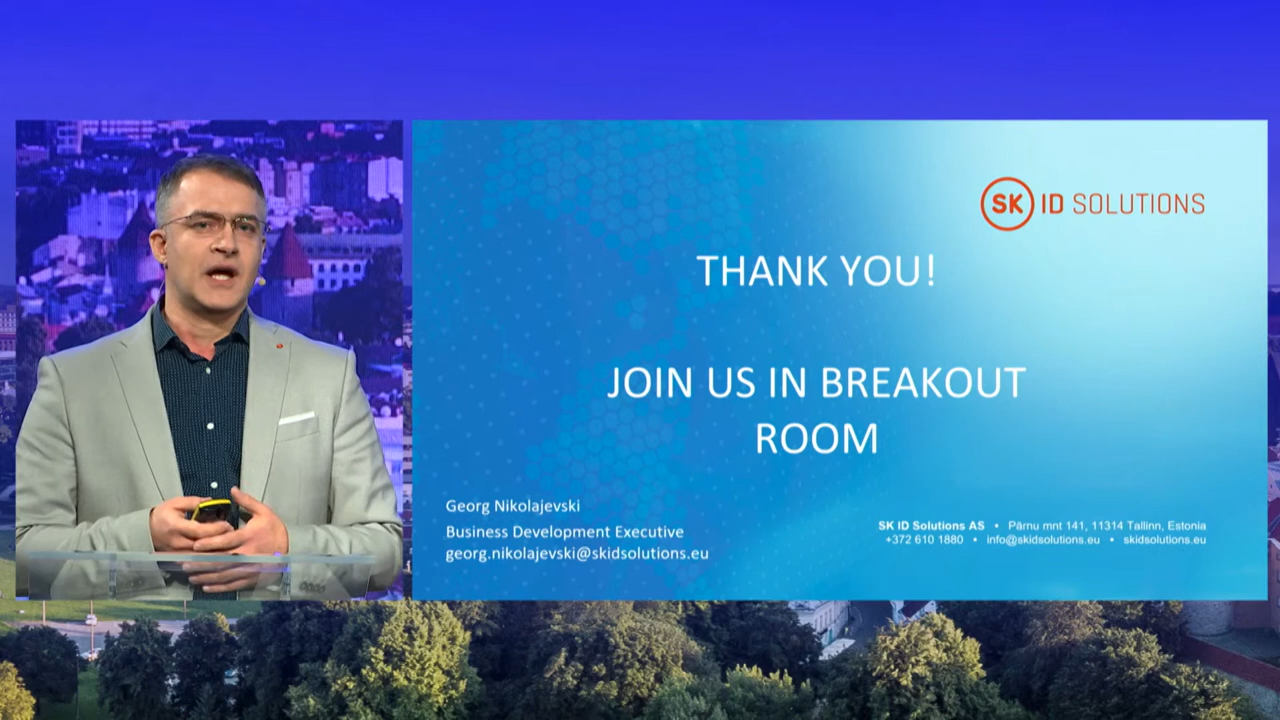 SK ID SOLUTIONS
THANK YOU!
JOIN US IN BREAKOUT
ROOM
Georg Nikolajevski
Business Development Executive
georg.nikolajevski@skidsolutions.eu
SK ID Solutions AS • Pärnu mnt 141, 11314 Tallinn, Estonia
+372 610 1880 • info@skidsolutions.eu • skidsolutions.eu